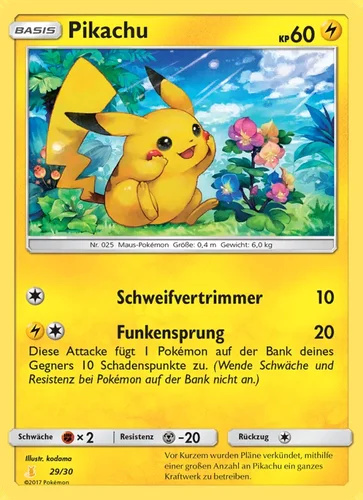 BASIS Pikachu KP60
Nr. 025 Maus-Pokémon Größe: 0,4 m Gewicht: 6,0 kg
Schweifvertrimmer 10
Funkensprung 20
Diese Attacke fügt 1 Pokémon auf der Bank deines
Gegners 10 Schadenspunkte zu. (Wende Schwäche und
Resistenz bei Pokémon auf der Bank nicht an.)
Schwäche × 2 Resistenz -20 Rückzug
Illustr. kodama
29/30
©2017 Pokémon
Vor Kurzem wurden Pläne verkündet, mithilfe
einer großen Anzahl an Pikachu ein ganzes
Kraftwerk zu betreiben.